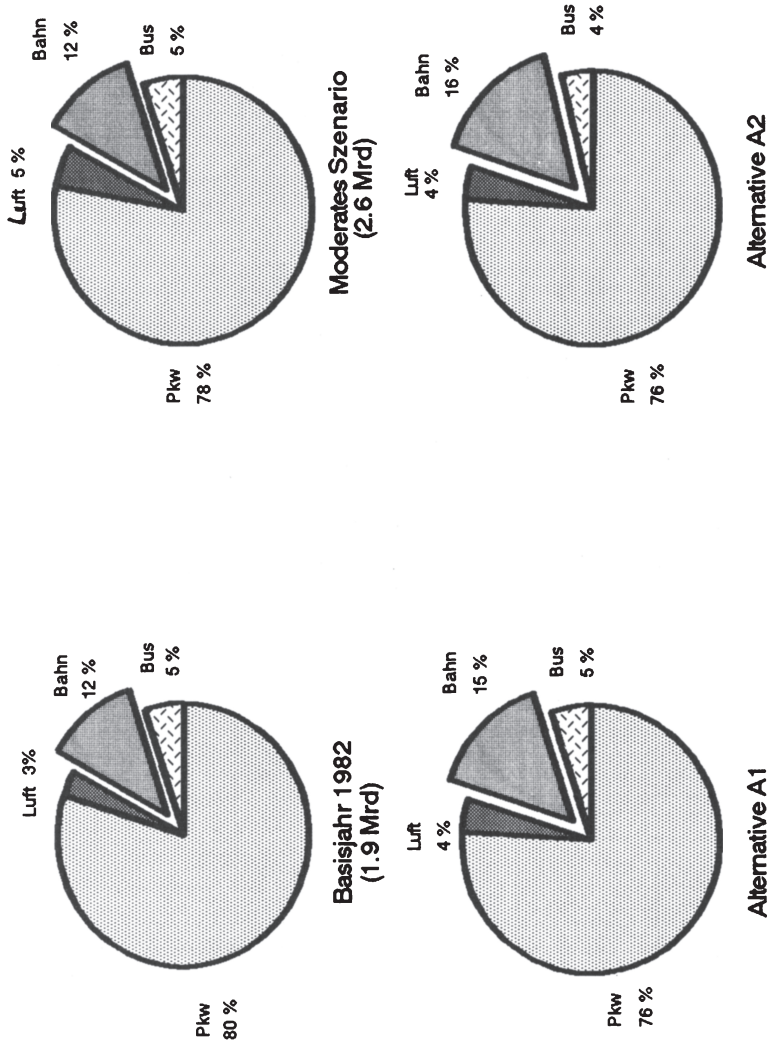 Luft 3%
Bahn
12 %
Bus
5 %
Pkw
80 %
Basisjahr 1982
(1.9 Mrd)
Luft 5 %
Bahn
12 %
Bus
5 %
Pkw
78 %
Moderates Szenario
(2.6 Mrd)
Luft
4 %
Bahn
15 %
Bus
5 %
Pkw
76 %
Alternative A1
Luft
4 %
Bahn
16 %
Bus
4 %
Pkw
76 %
Alternative A2